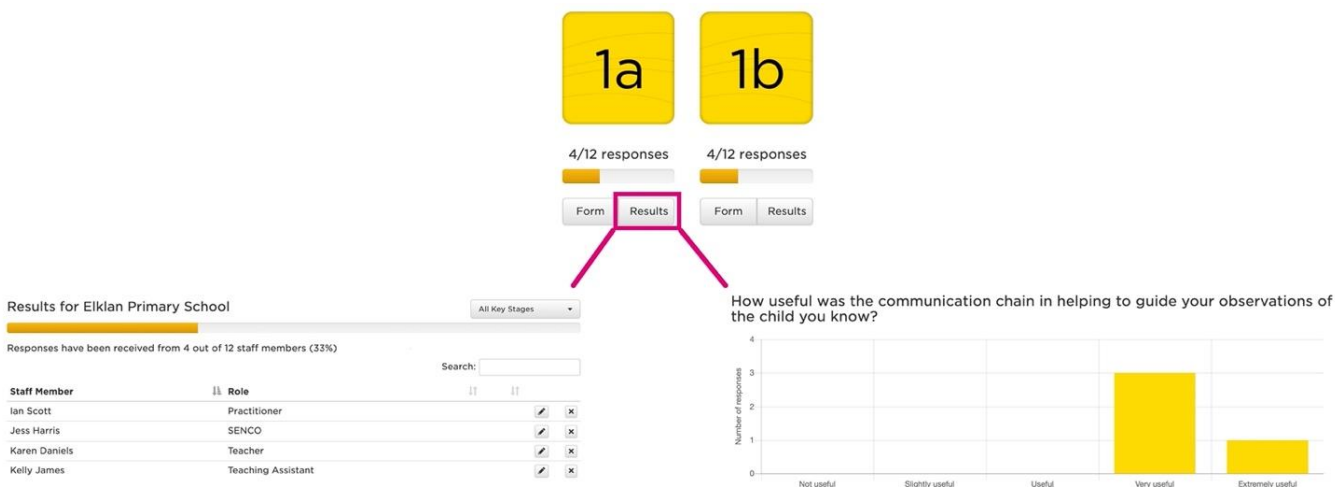 1a
1b
4/12 responses
4/12 responses
Form
Results
Form
Results
Results for Elklan Primary School
All Key Stages
Responses have been received from 4 out of 12 staff members (33%)
Search:
Staff Member
Role
Ian Scott
Practitioner
Jess Harris
SENCO
Karen Daniels
Teacher
Kelly James
Teaching Assistant
How useful was the communication chain in helping to guide your observations of
the child you know?
Number of responses
4
3
2
1
0
Not useful
Slightly useful
Useful
Very useful
Extremely useful